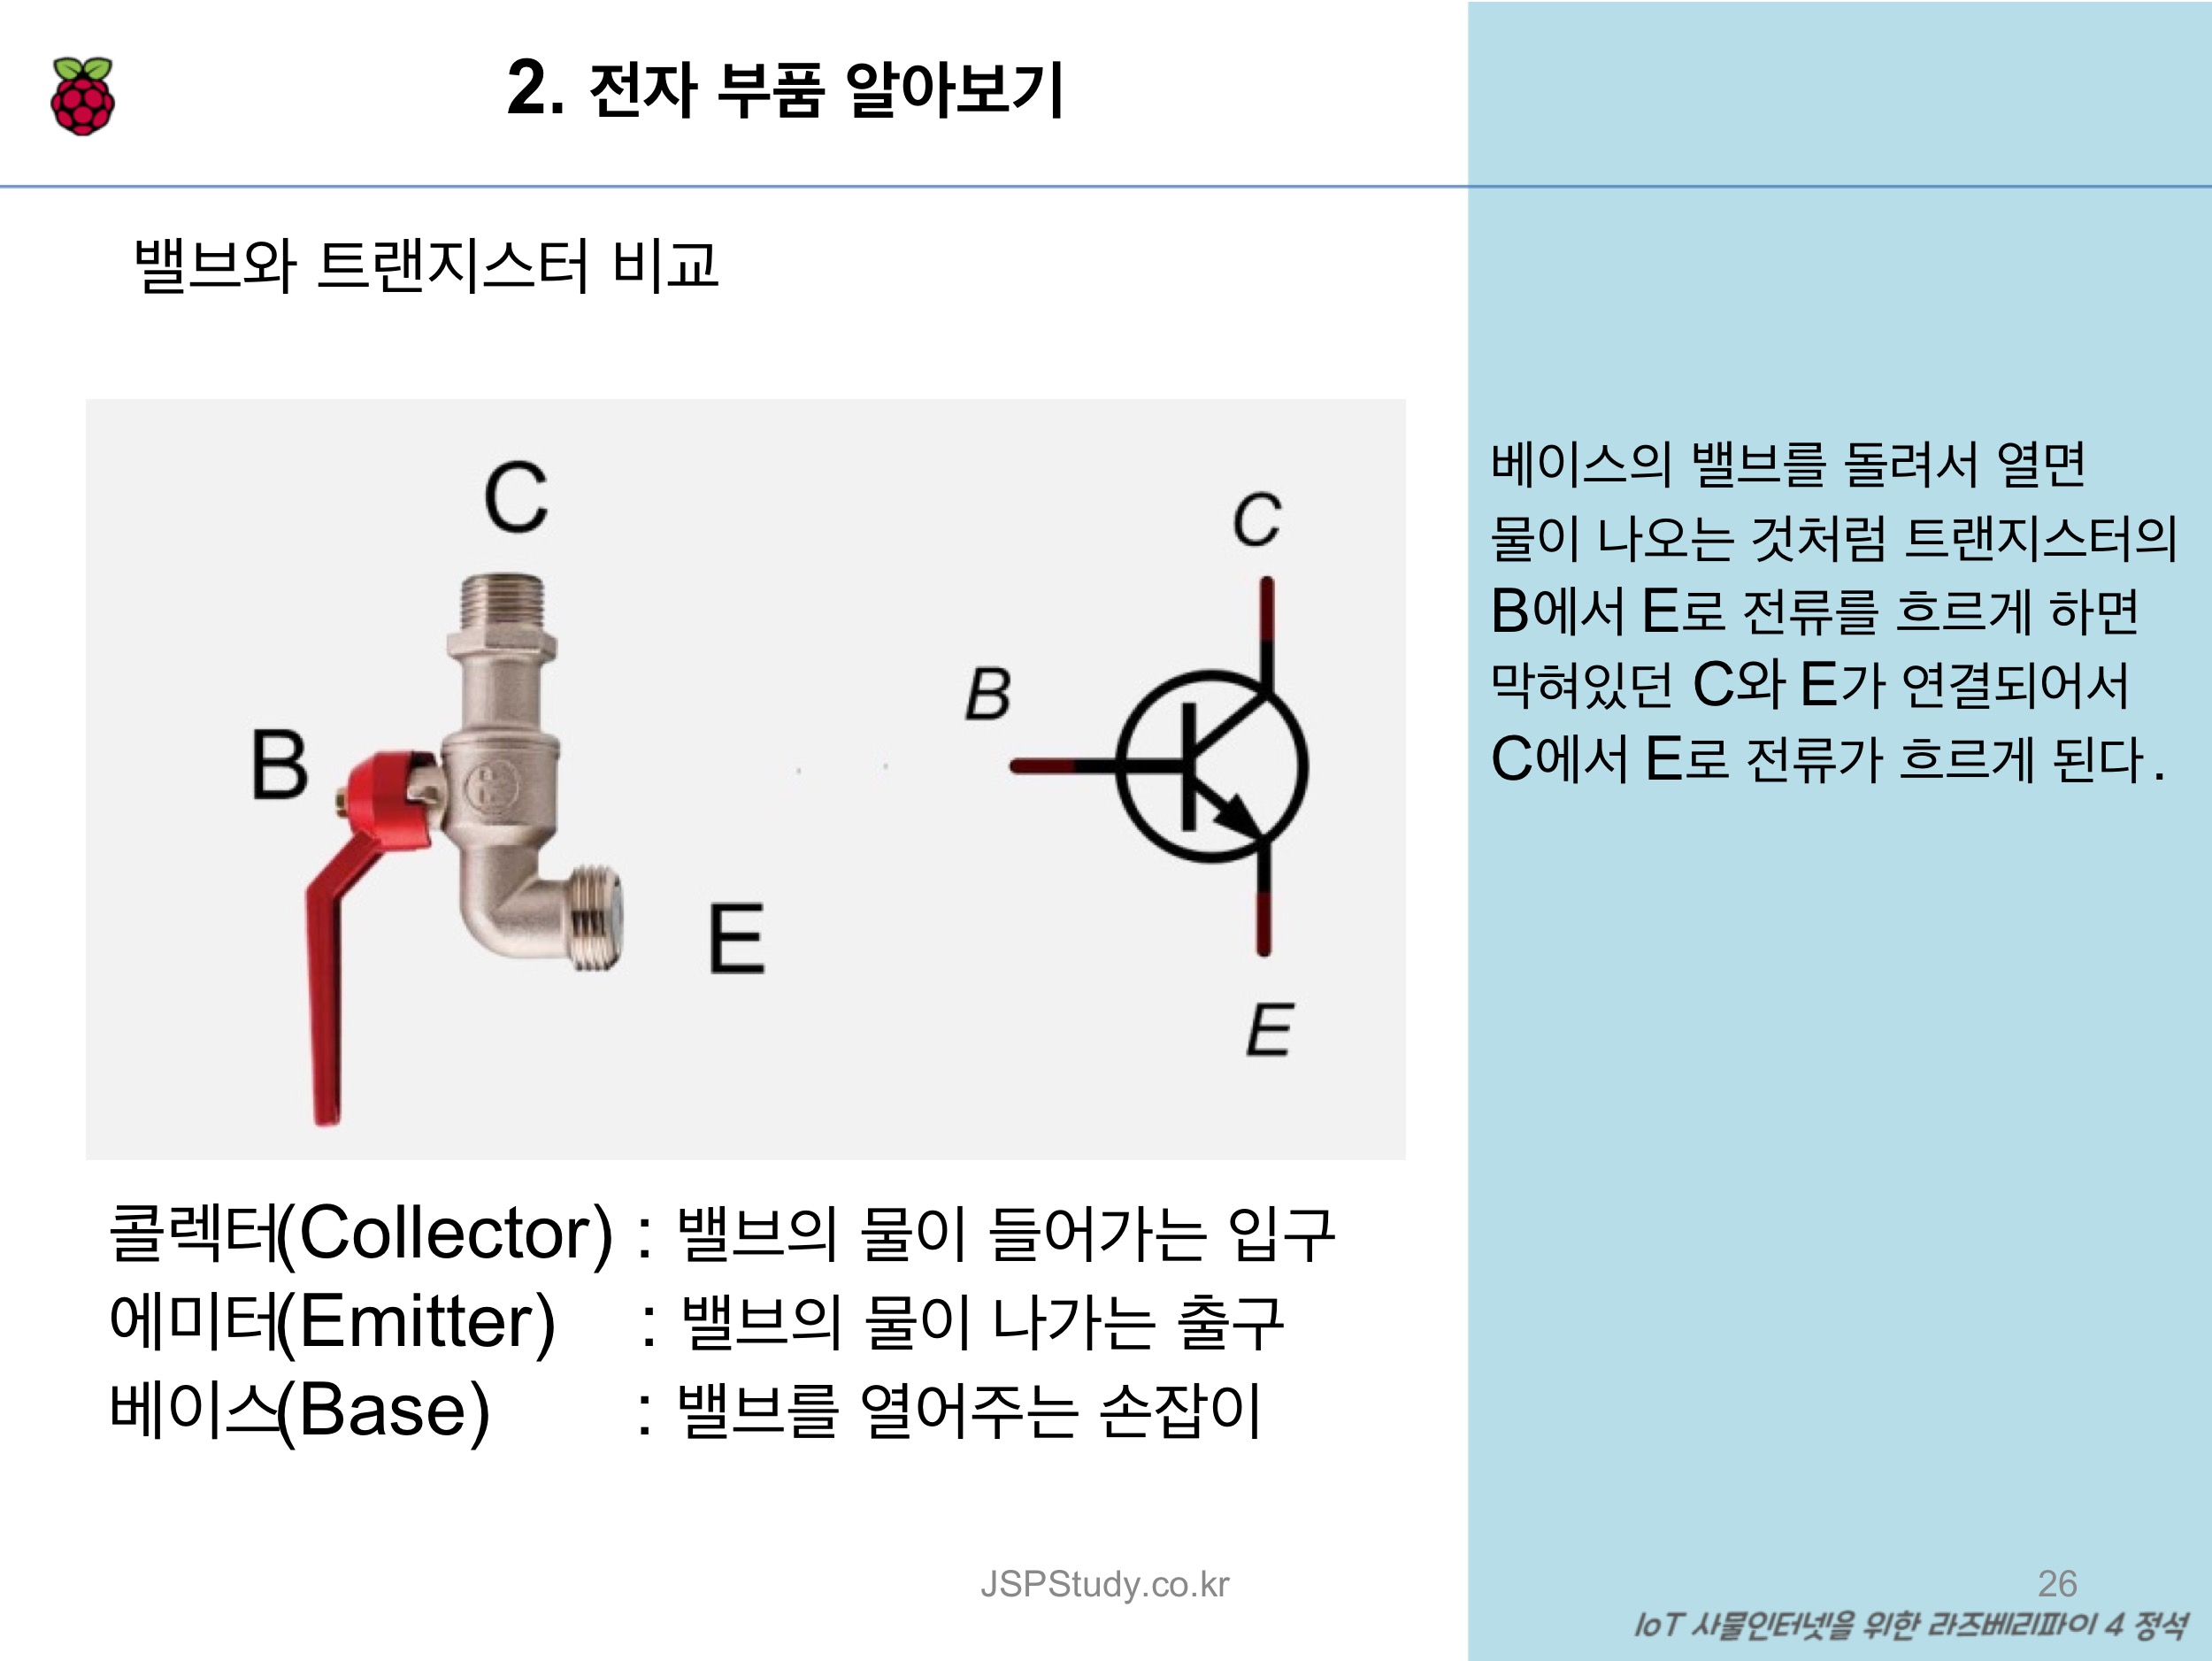 2. 전자 부품 알아보기
밸브와 트랜지스터 비교
C
B
E
C
B
E
베이스의 밸브를 돌려서 열면
물이 나오는 것처럼 트랜지스터의
B에서 E로 전류를 흐르게 하면
막혀있던 C와 E가 연결되어서
C에서 E로 전류가 흐르게 된다.
콜렉터(Collector) : 밸브의 물이 들어가는 입구
에미터(Emitter) : 밸브의 물이 나가는 출구
베이스(Base) : 밸브를 열어주는 손잡이
JSPStudy.co.kr
26
IoT 사물인터넷을 위한 라즈베리파이 4 정석